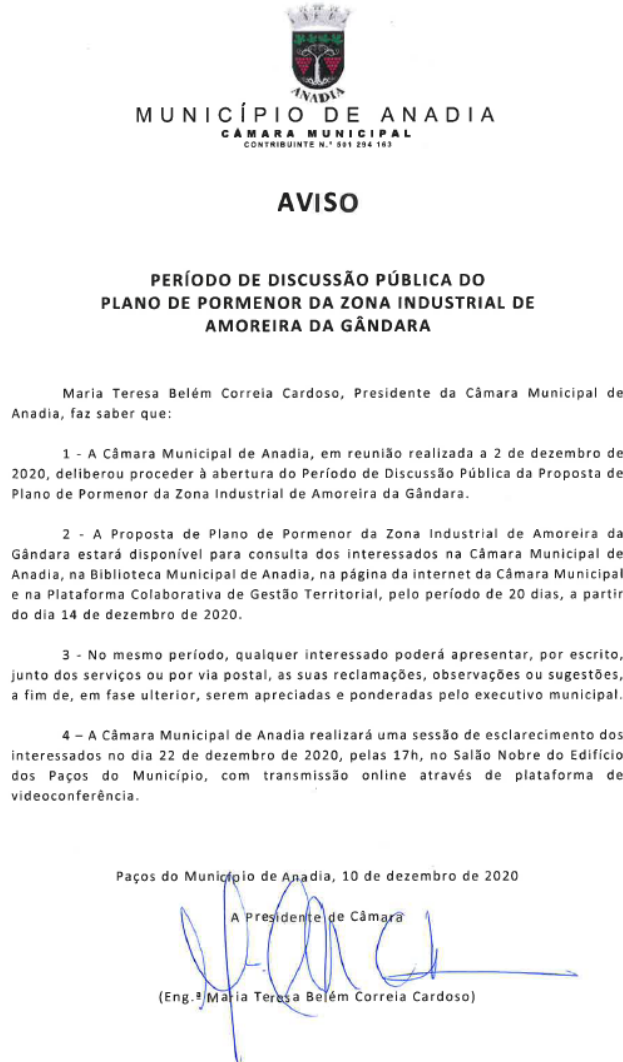 ANADIA
MUNICÍPIO DE ANADIA
CÂMARA MUNICIPAL
CONTRIBUINTE N.º 501 294 163
AVISO
PERÍODO DE DISCUSSÃO PÚBLICA DO
PLANO DE PORMENOR DA ZONA INDUSTRIAL DE
AMOREIRA DA GÂNDARA
Maria Teresa Belém Correia Cardoso, Presidente da Câmara Municipal de
Anadia, faz saber que:
1 - A Câmara Municipal de Anadia, em reunião realizada a 2 de dezembro de
2020, deliberou proceder à abertura do Período de Discussão Pública da Proposta de
Plano de Pormenor da Zona Industrial de Amoreira da Gândara.
2 - A Proposta de Plano de Pormenor da Zona Industrial de Amoreira da
Gândara estará disponível para consulta dos interessados na Câmara Municipal de
Anadia, na Biblioteca Municipal de Anadia, na página da internet da Câmara Municipal
e na Plataforma Colaborativa de Gestão Territorial, pelo período de 20 dias, a partir
do dia 14 de dezembro de 2020.
3 - No mesmo período, qualquer interessado poderá apresentar, por escrito,
junto dos serviços ou por via postal, as suas reclamações, observações ou sugestões,
a fim de, em fase ulterior, serem apreciadas e ponderadas pelo executivo municipal.
4 – A Câmara Municipal de Anadia realizará uma sessão de esclarecimento dos
interessados no dia 22 de dezembro de 2020, pelas 17h, no Salão Nobre do Edifício
dos Paços do Município, com transmissão online através de plataforma de
videoconferência.
Paços do Município de Anadia, 10 de dezembro de 2020
A Presidente de Câmara
(Eng.ª Maria Teresa Belém Correia Cardoso)